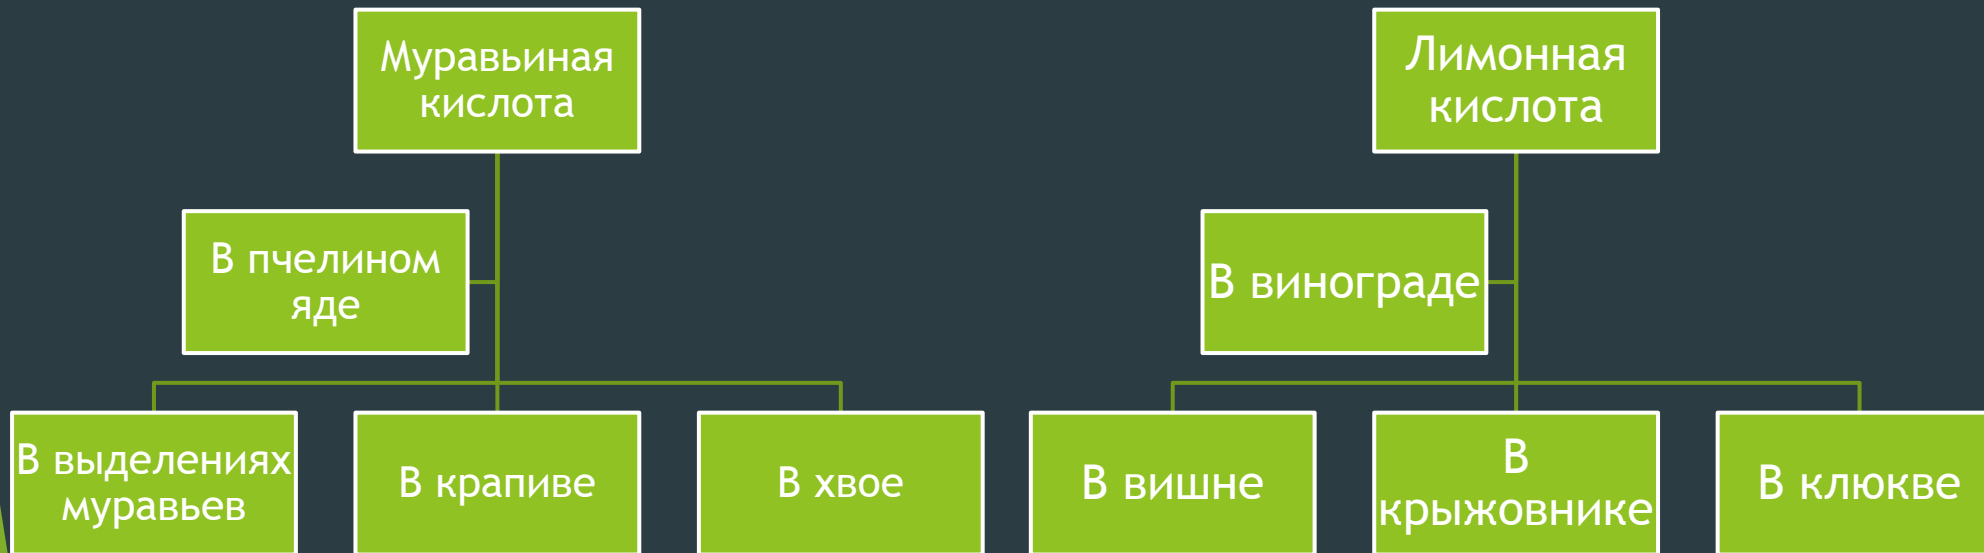 Муравьиная
кислота
В пчелином
яде
В выделениях
муравьев
В крапиве
В хвое
Лимонная
кислота
В винограде
В вишне
В
крыжовнике
В клюкве